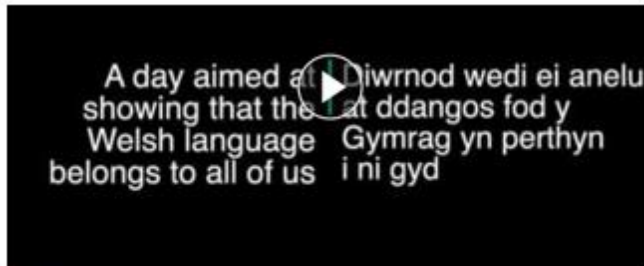 A day aimed at
showing that the
Welsh language
belongs to all of us
Diwrnod wedi ei anelu
at ddangos fod y
Gymrag yn perthyn
i ni gyd